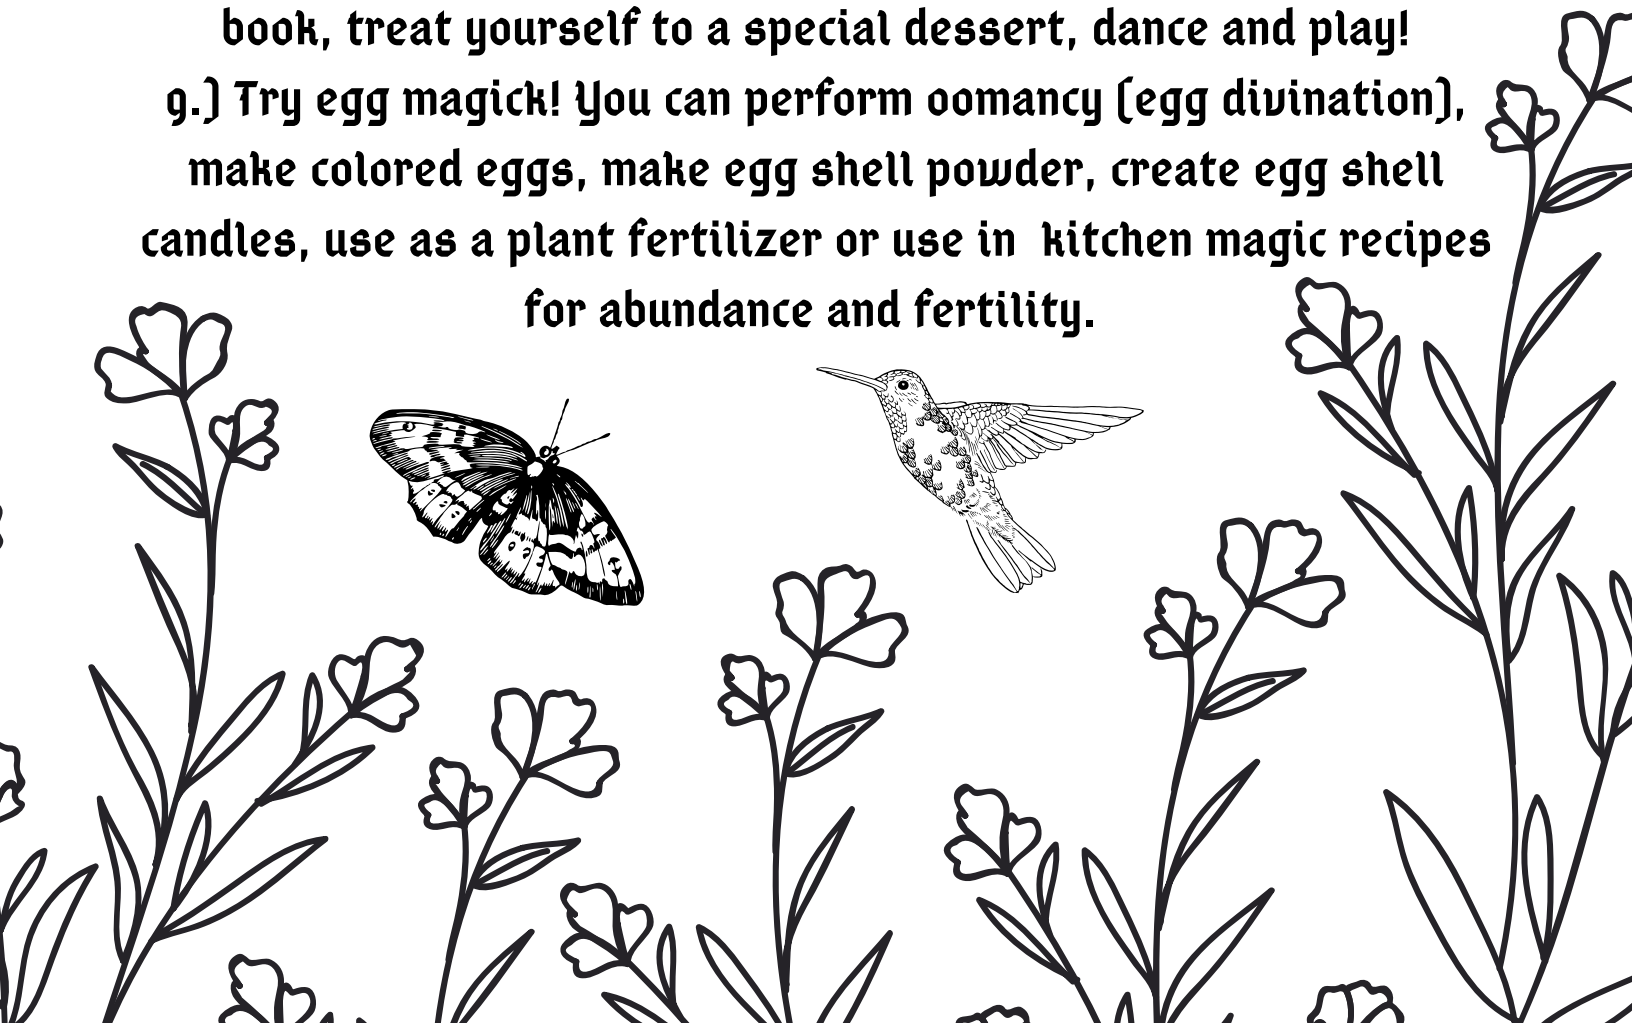 book, treat yourself to a special dessert, dance and play!
9.) Try egg magick! You can perform oomancy (egg divination),
make colored eggs, make egg shell powder, create egg shell
candles, use as a plant fertilizer or use in kitchen magic recipes
for abundance and fertility.